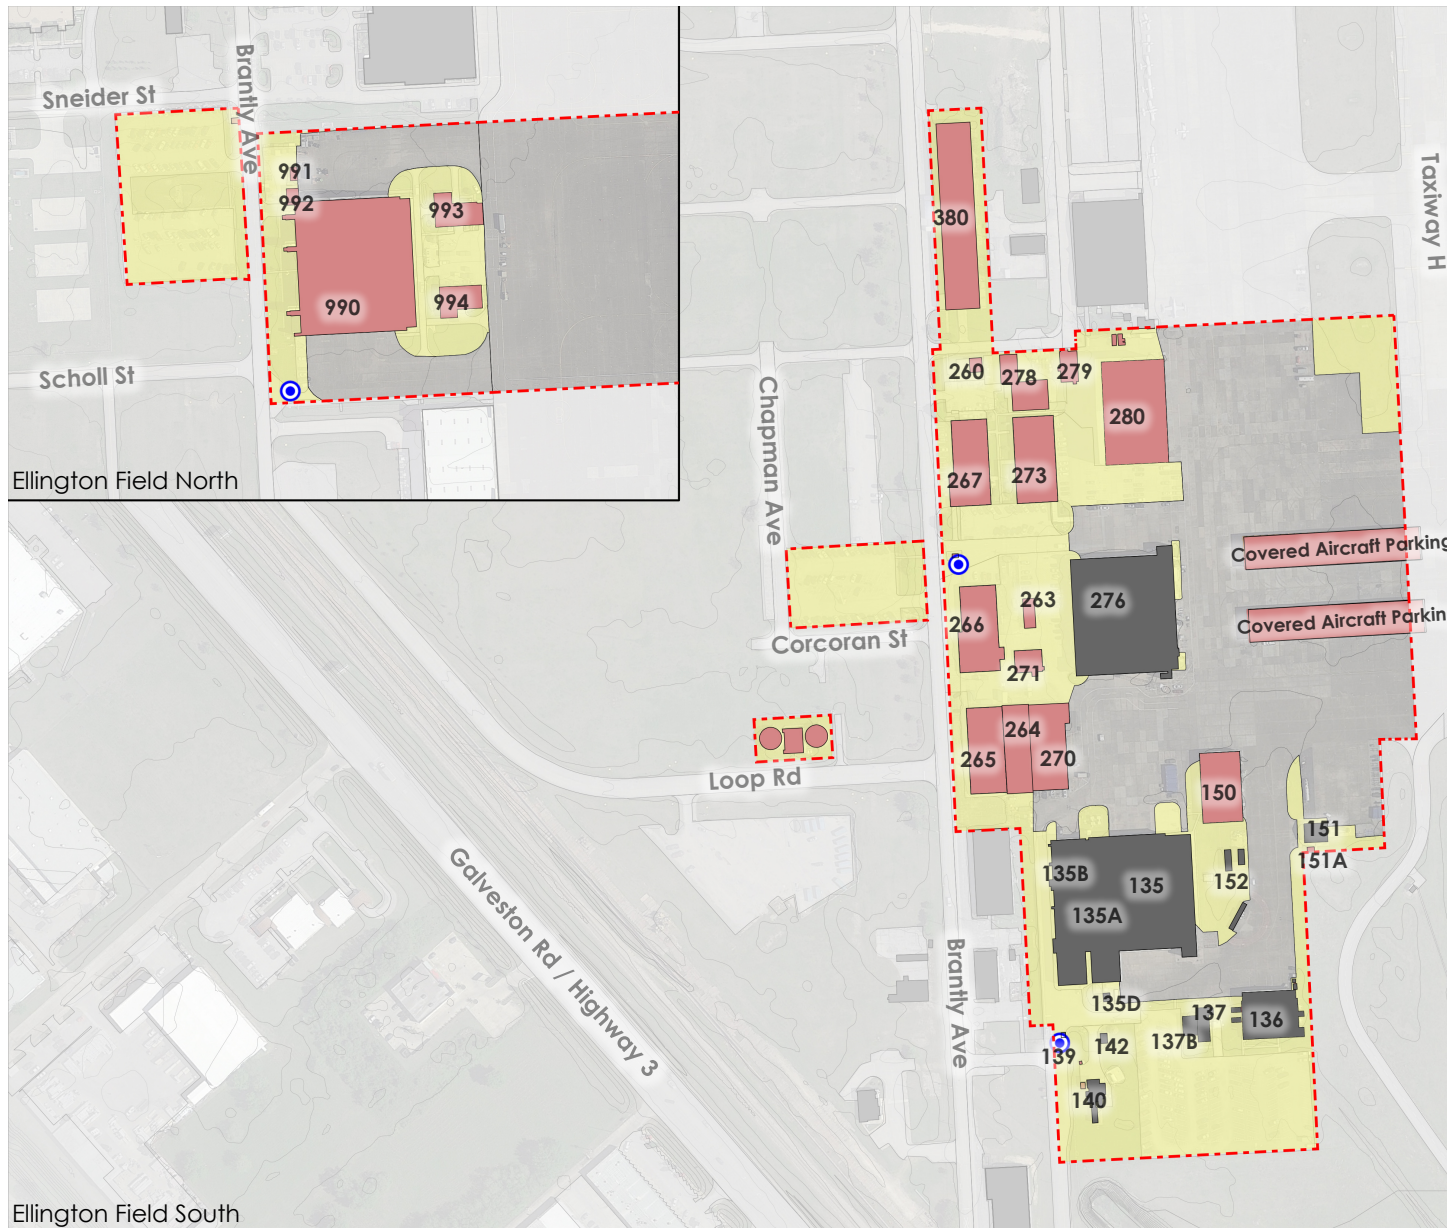 Sneider St
Brantly Ave
991
992
993
990
994
Scholl St
Ellington Field North
380
Taxiway H
260
278
279
280
Chapman Ave
267
273
Covered Aircraft Parking
263
276
266
Covered Aircraft Parkin
Corcoran St
271
264
265
270
Loop Rd
150
151
151A
135B
135
152
135A
Galveston Rd / Highway 3
Brantly Ave
135D
137
136
139
142
137B
140
Ellington Field South